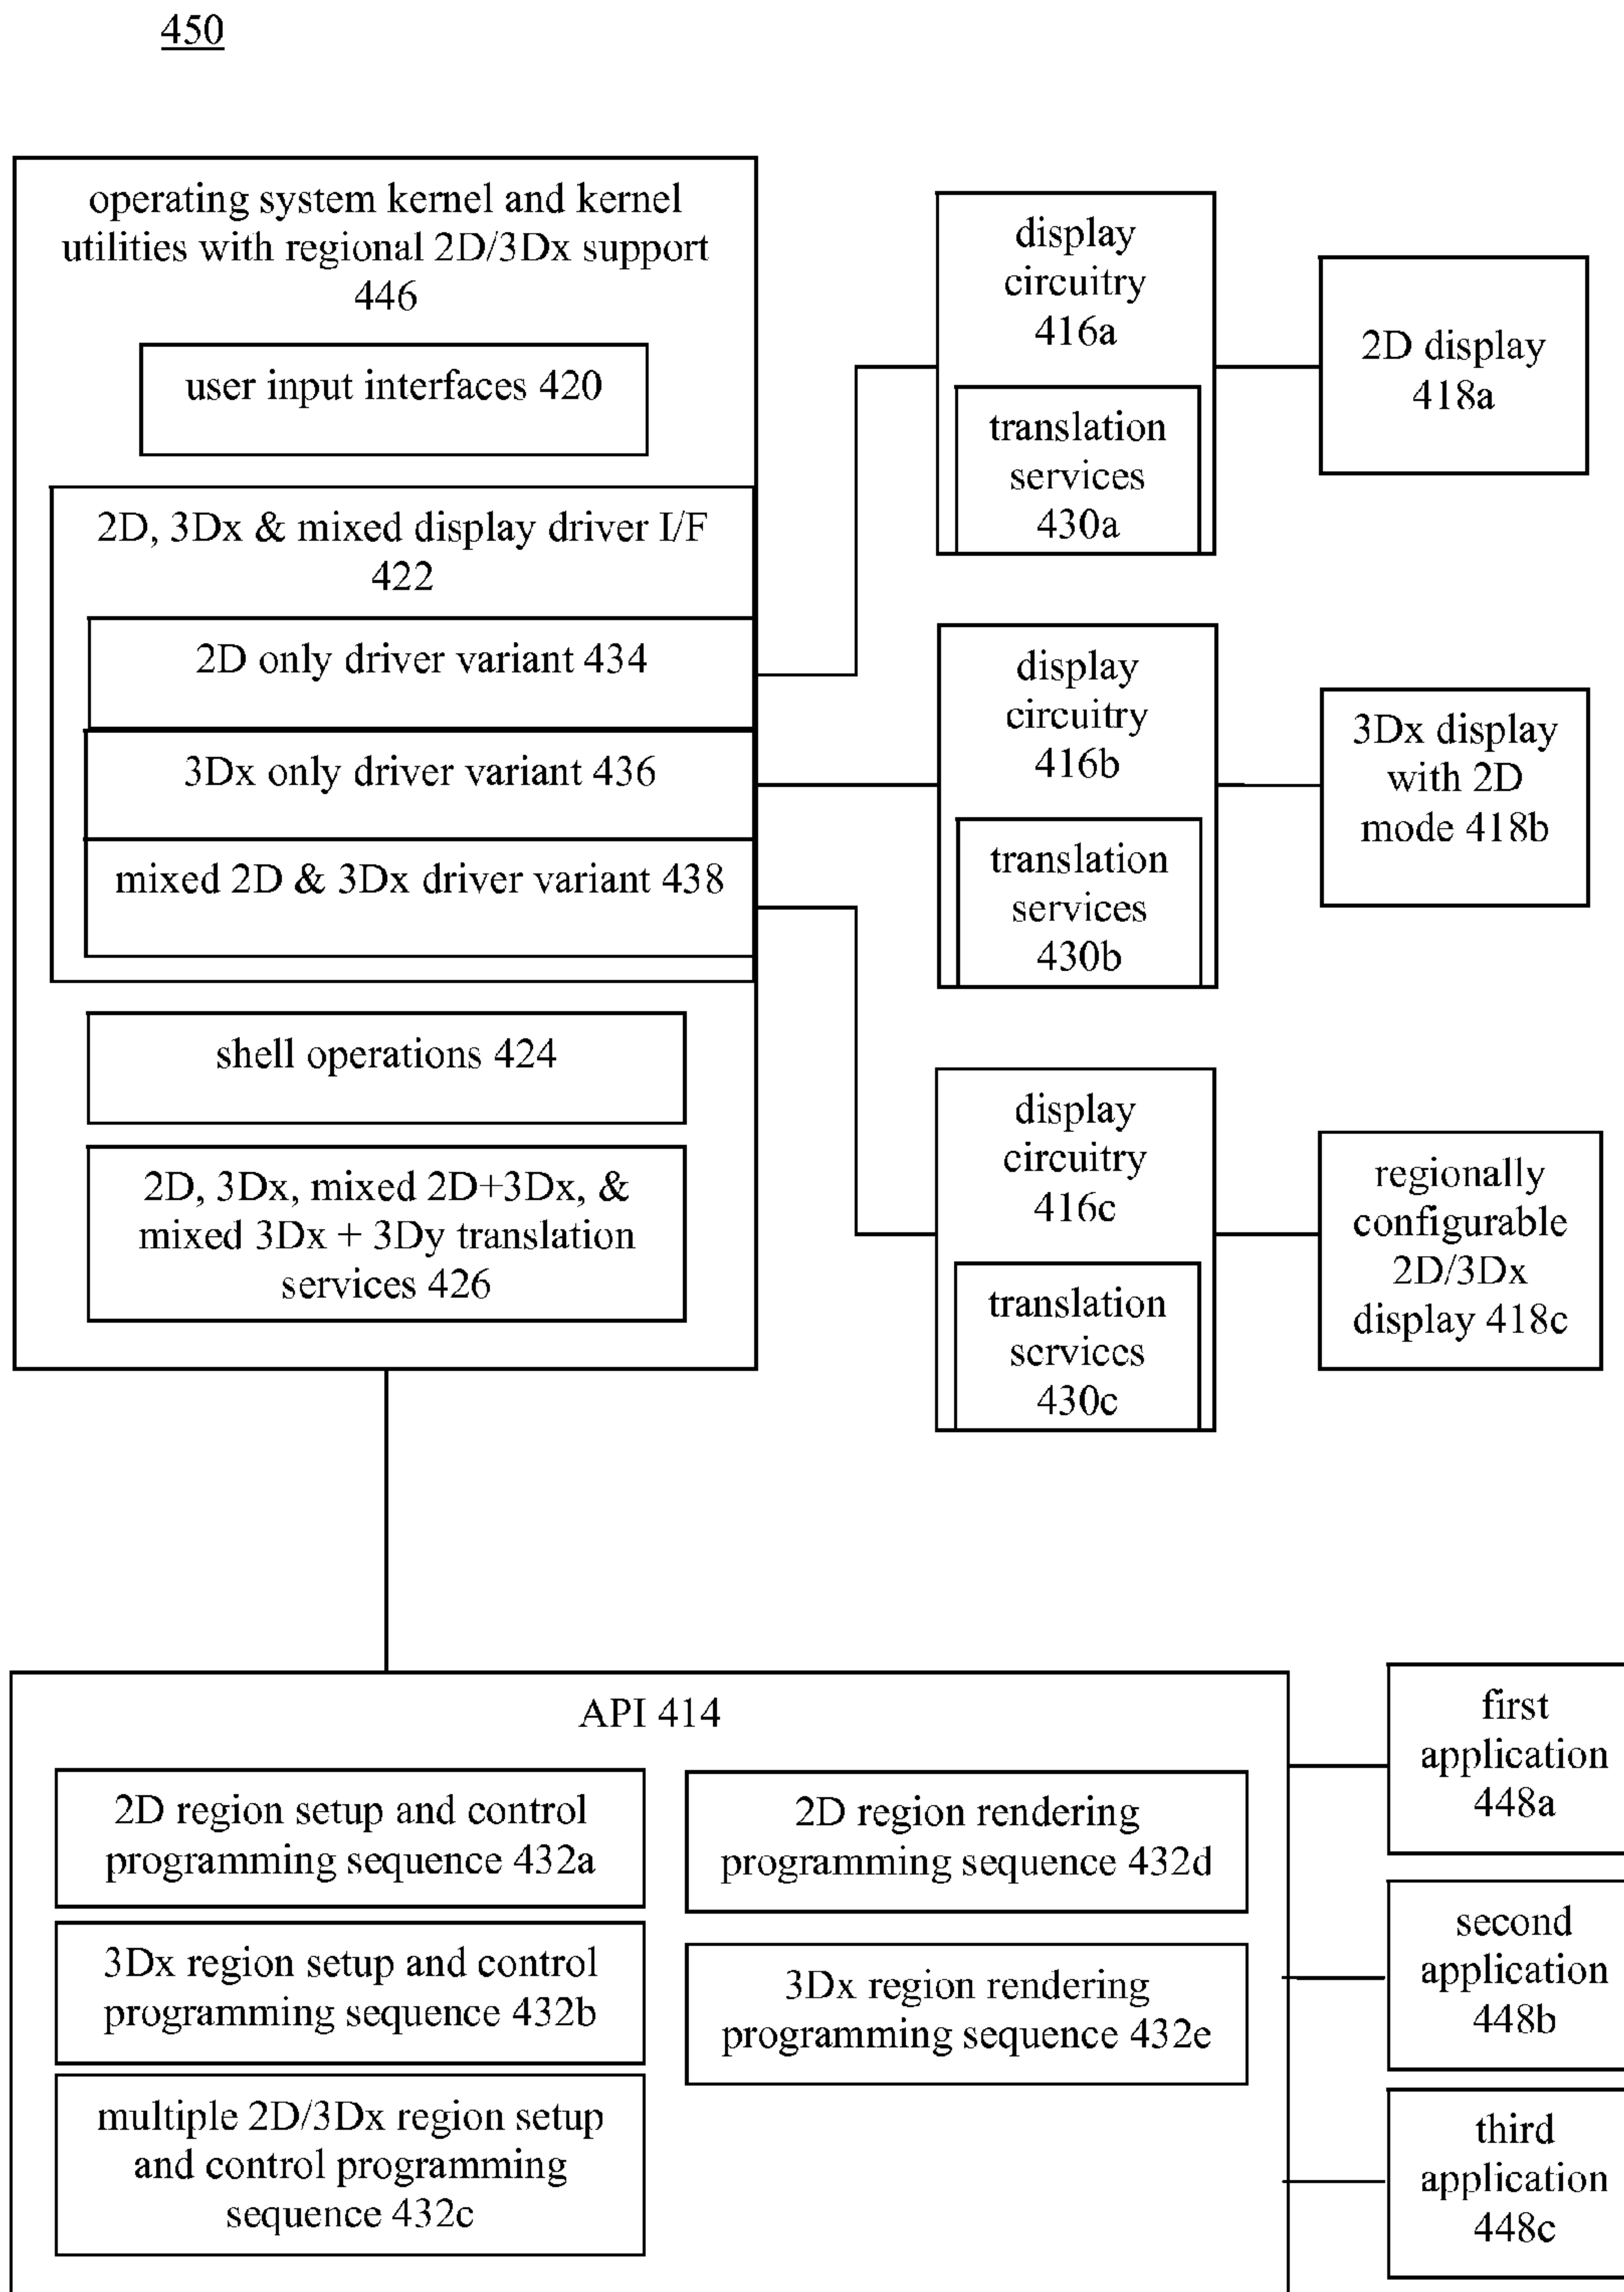 450
operating system kernel and kernel
utilities with regional 2D/3Dx support
446
user input interfaces 420
2D, 3Dx & mixed display driver I/F
422
2D only driver variant 434
3Dx only driver variant 436
mixed 2D & 3Dx driver variant 438
shell operations 424
2D, 3Dx, mixed 2D+3Dx, &
mixed 3Dx + 3Dy translation
services 426
display
circuitry
416a
translation
services
430a
2D display
418a
display
circuitry
416b
translation
services
430b
3Dx display
with 2D
mode 418b
display
circuitry
416c
translation
services
430c
regionally
configurable
2D/3Dx
display 418c
API 414
2D region setup and control
programming sequence 432a
3Dx region setup and control
programming sequence 432b
multiple 2D/3Dx region setup
and control programming
sequence 432c
2D region rendering
programming sequence 432d
3Dx region rendering
programming sequence 432e
first
application
448a
second
application
448b
third
application
448c